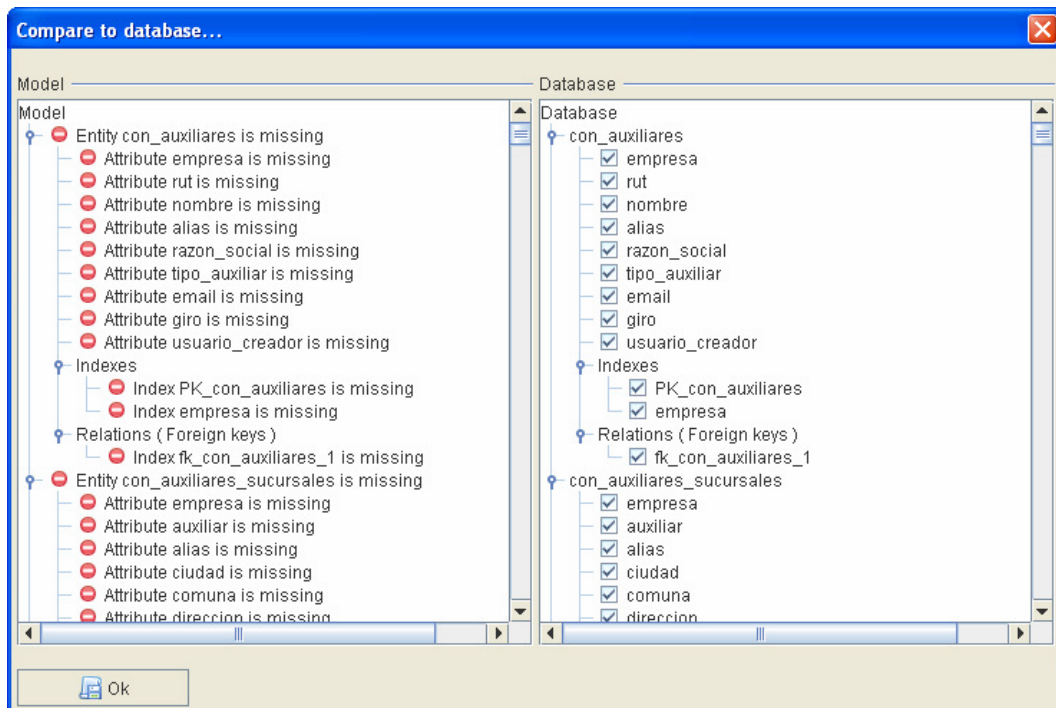 Compare to database...
Model
Model
Entity con_auxiliares is missing
Attribute empresa is missing
Attribute rut is missing
Attribute nombre is missing
Attribute alias is missing
Attribute razon_social is missing
Attribute tipo_auxiliar is missing
Attribute email is missing
Attribute giro is missing
Attribute usuario_creador is missing
Indexes
Index PK_con_auxiliares is missing
Index empresa is missing
Relations ( Foreign keys )
Index fk_con_auxiliares_1 is missing
Entity con_auxiliares_sucursales is missing
Attribute empresa is missing
Attribute auxiliar is missing
Attribute alias is missing
Attribute ciudad is missing
Attribute comuna is missing
Attribute direccion is missing
Database
Database
con_auxiliares
empresa
rut
nombre
alias
razon_social
tipo_auxiliar
email
giro
usuario_creador
Indexes
PK_con_auxiliares
empresa
Relations ( Foreign keys )
fk_con_auxiliares_1
con_auxiliares_sucursales
empresa
auxiliar
alias
ciudad
comuna
direccion
Ok